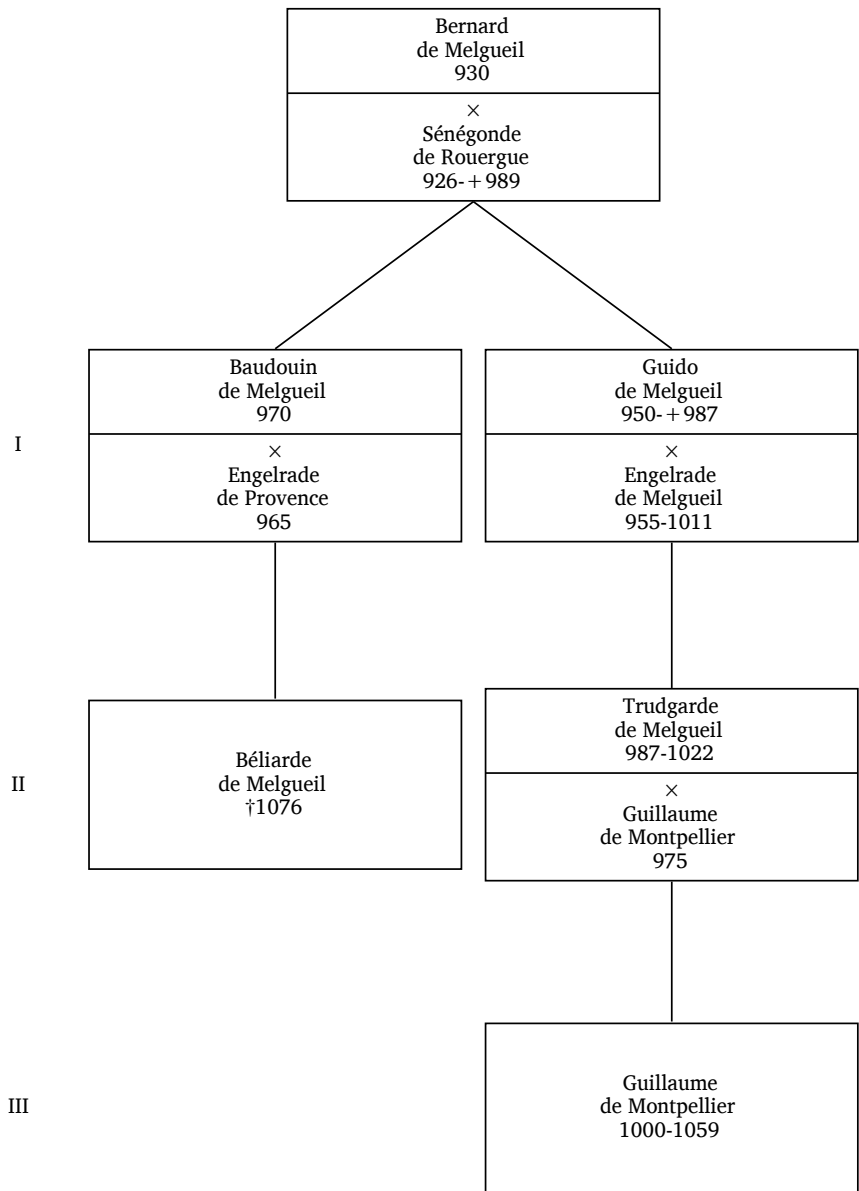 Bernard
de Melgueil
930
×
Sénégonde
de Rouergue
926-+989
I
Baudouin
de Melgueil
970
×
Engelrade
de Provence
965
Guido
de Melgueil
950-+987
×
Engelrade
de Melgueil
955-1011
II
Béliarde
de Melgueil
†1076
Trudgarde
de Melgueil
987-1022
×
Guillaume
de Montpellier
975
III
Guillaume
de Montpellier
1000-1059